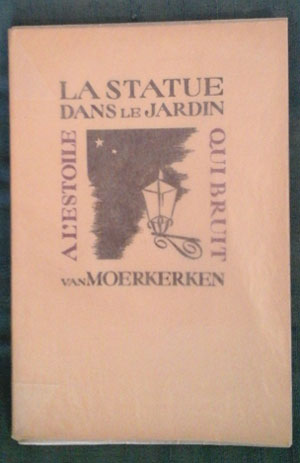 LA STATUE
DANS LE JARDIN
A L'ESTOILE
QUI BRUIT
VAN MOERKERKEN